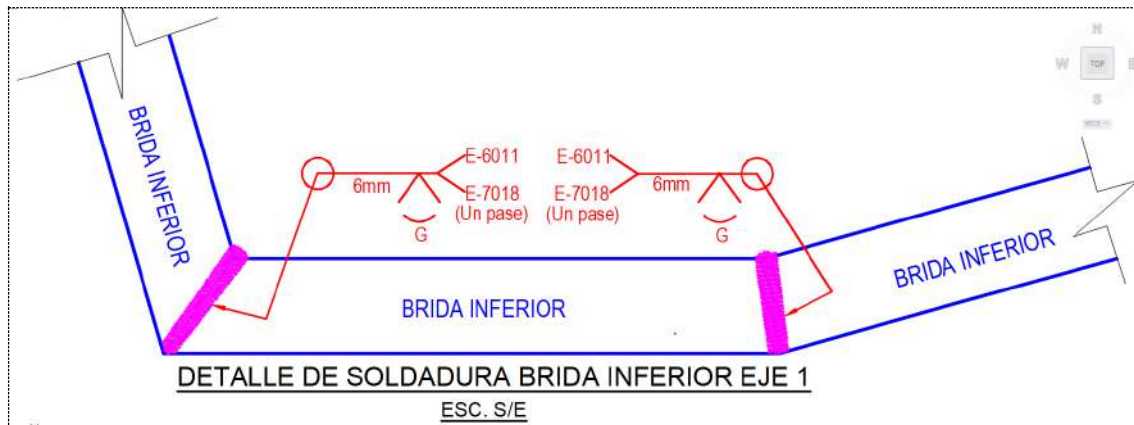 N
W
TOP
E
S
BRIDA INFERIOR
E-6011
6mm
E-7018
(Un pase)
G
E-6011
6mm
E-7018
(Un pase)
G
BRIDA INFERIOR
BRIDA INFERIOR
DETALLE DE SOLDADURA BRIDA INFERIOR EJE 1
ESC. S/E